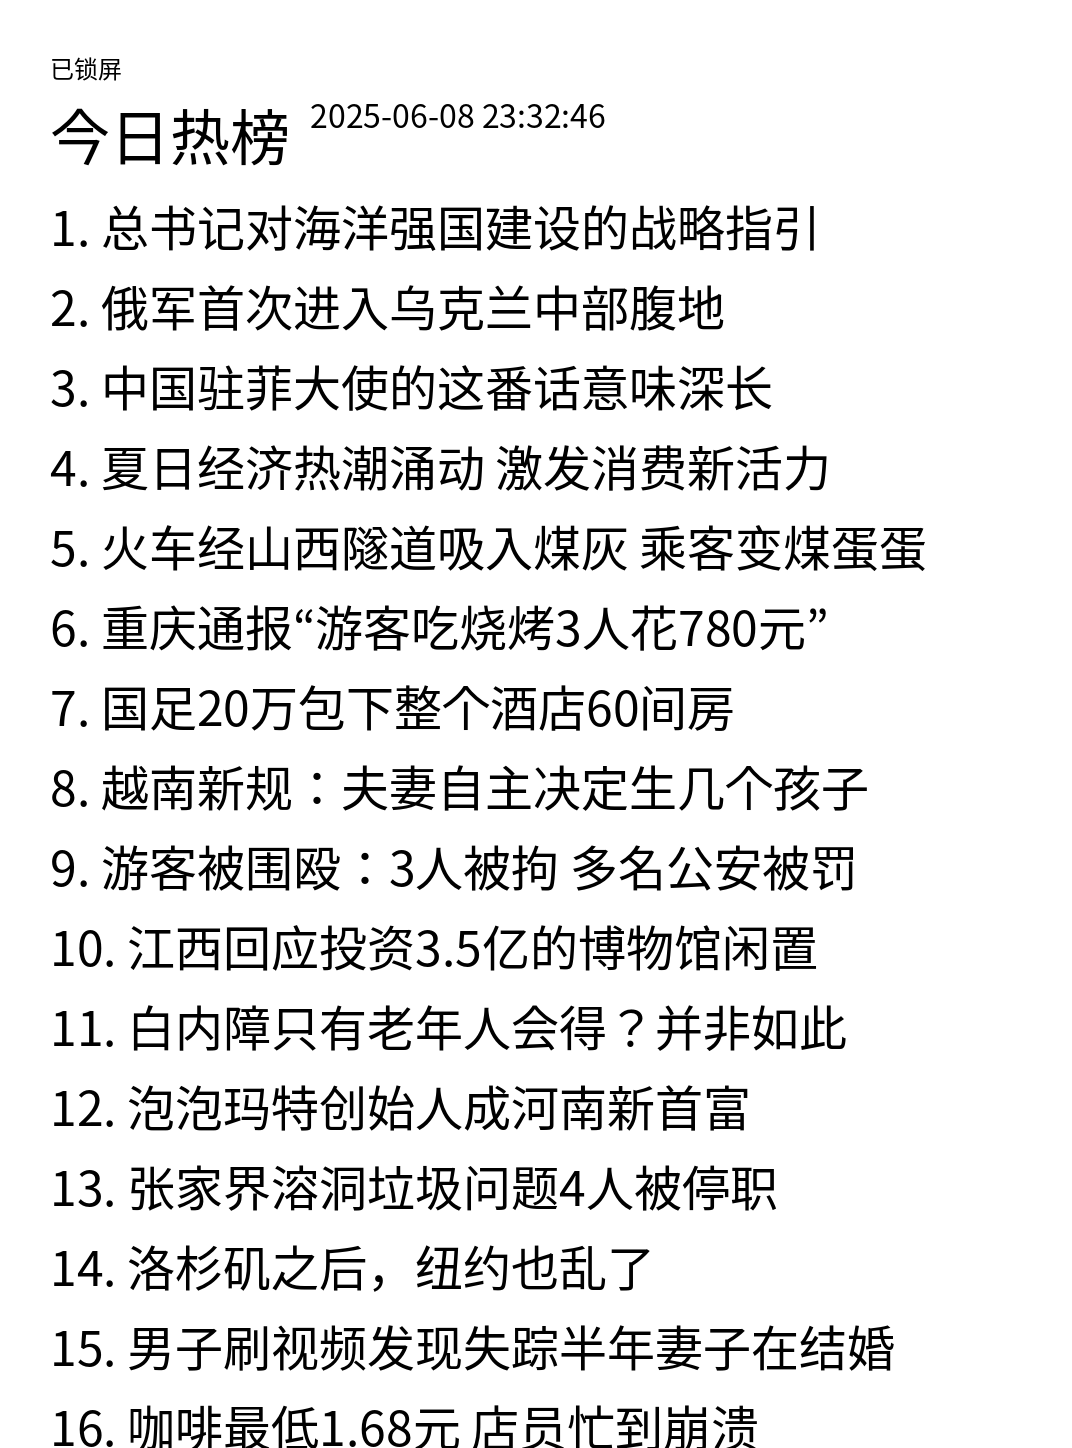 已锁屏
今日热榜 2025-06-08 23:32:46
1. 总书记对海洋强国建设的战略指引
2. 俄军首次进入乌克兰中部腹地
3. 中国驻菲大使的这番话意味深长
4. 夏日经济热潮涌动 激发消费新活力
5. 火车经山西隧道吸入煤灰 乘客变煤蛋蛋
6. 重庆通报“游客吃烧烤3人花780元”
7. 国足20万包下整个酒店60间房
8. 越南新规：夫妻自主决定生几个孩子
9. 游客被围殴：3人被拘 多名公安被罚
10. 江西回应投资3.5亿的博物馆闲置
11. 白内障只有老年人会得？并非如此
12. 泡泡玛特创始人成河南新首富
13. 张家界溶洞垃圾问题4人被停职
14. 洛杉矶之后，纽约也乱了
15. 男子刷视频发现失踪半年妻子在结婚
16. 咖啡最低1.68元 店员忙到崩溃